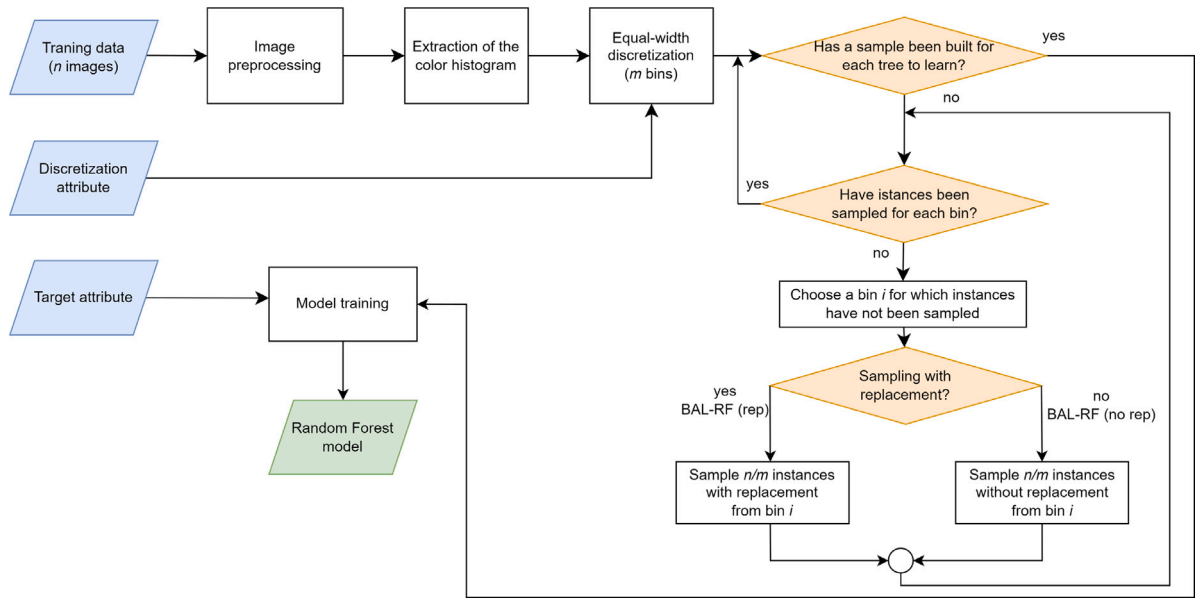 Traning data
(n images)
Image
preprocessing
Extraction of the
color histogram
Equal-width
discretization
(m bins)
Has a sample been built for
each tree to learn?
yes
no
Discretization
attribute
yes
Have istances been
sampled for each bin?
no
Target attribute
Model training
Choose a bin i for which instances
have not been sampled
Sampling with
replacement?
yes
BAL-RF (rep)
no
BAL-RF (no rep)
Random Forest
model
Sample n/m instances
with replacement
from bin i
Sample n/m instances
without replacement
from bin i